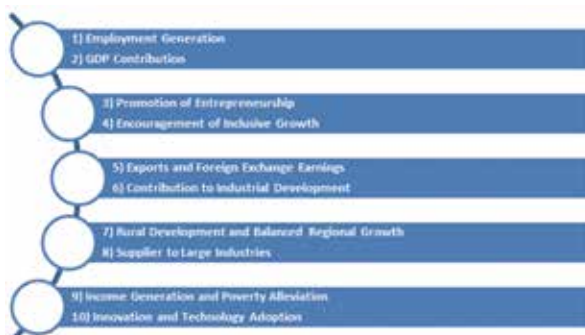 1) Employment Generation
2) GDP Contribution
3) Promotion of Entrepreneurship
4) Encouragement of Inclusive Growth
5) Exports and Foreign Exchange Earnings
6) Contribution to Industrial Development
7) Rural Development and Balanced Regional Growth
8) Supplier to Large Industries
9) Income Generation and Poverty Alleviation
10) Innovation and Technology Adoption